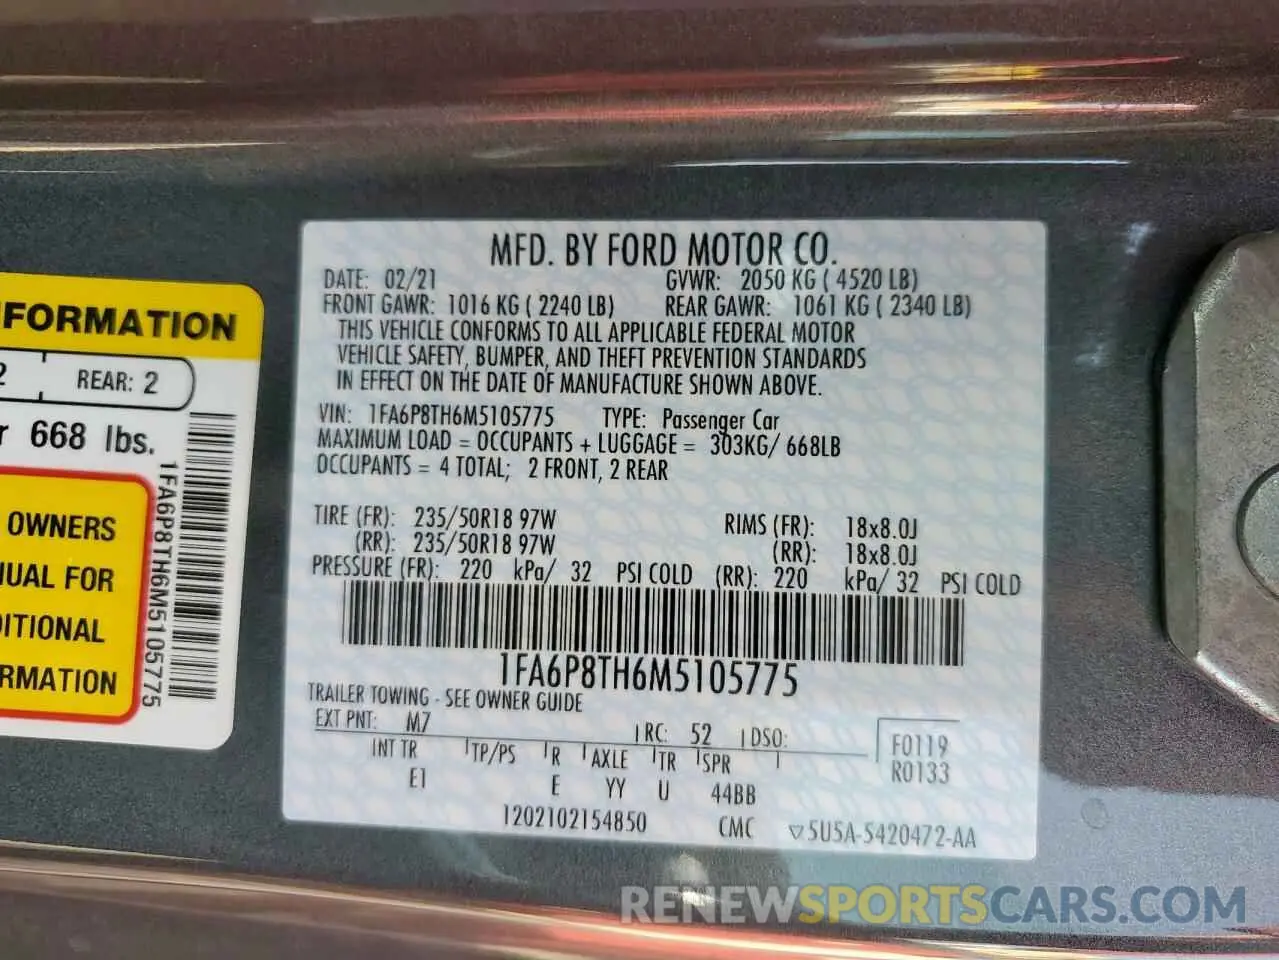 MFD. BY FORD MOTOR CO.
DATE: 02/21 GVWR: 2050 KG ( 4520 LB)
FRONT GAWR: 1016 KG ( 2240 LB) REAR GAWR: 1061 KG ( 2340 LB)
THIS VEHICLE CONFORMS TO ALL APPLICABLE FEDERAL MOTOR
VEHICLE SAFETY, BUMPER, AND THEFT PREVENTION STANDARDS
IN EFFECT ON THE DATE OF MANUFACTURE SHOWN ABOVE.
VIN: 1FA6P8TH6M5105775 TYPE: Passenger Car
MAXIMUM LOAD = OCCUPANTS + LUGGAGE = 303KG/ 668LB
OCCUPANTS = 4 TOTAL; 2 FRONT, 2 REAR
TIRE (FR): 235/50R18 97W RIMS (FR): 18x8.0J
(RR): 235/50R18 97W (RR): 18x8.0J
PRESSURE (FR): 220 kPa/ 32 PSI COLD (RR): 220 kPa/ 32 PSI COLD
1FA6P8TH6M5105775
TRAILER TOWING - SEE OWNER GUIDE
EXT PNT: M7 RC: 52 DSO:
INT TR TP/PS R AXLE TR SPR
E1 E YY U 44BB
F0119
R0133
1202102154850 CMC ▽5U5A-5420472-AA
FORMATION
2 REAR: 2
r 668 lbs.
OWNERS
NUAL FOR
DITIONAL
RMATION
1FA6P8TH6M5105775
RENEWSPORTSCARS.COM